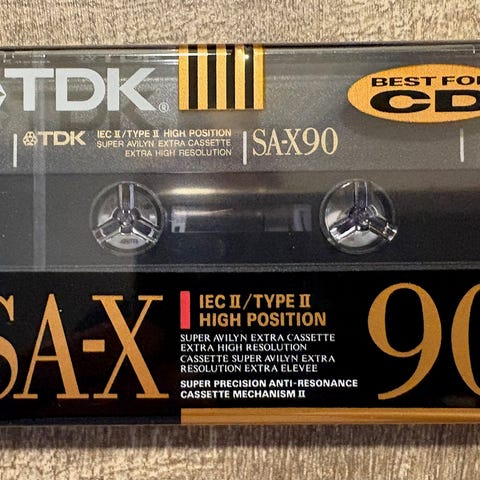 TDK®
BEST FOR
CD
TDK
IEC II/TYPE II HIGH POSITION
SUPER AVILYN EXTRA CASSETTE
EXTRA HIGH RESOLUTION
SA-X90
SA-X
IEC II/TYPE II
HIGH POSITION
SUPER AVILYN EXTRA CASSETTE
EXTRA HIGH RESOLUTION
CASSETTE SUPER AVILYN EXTRA
RESOLUTION EXTRA ELEVEE
SUPER PRECISION ANTI-RESONANCE
CASSETTE MECHANISM II
90